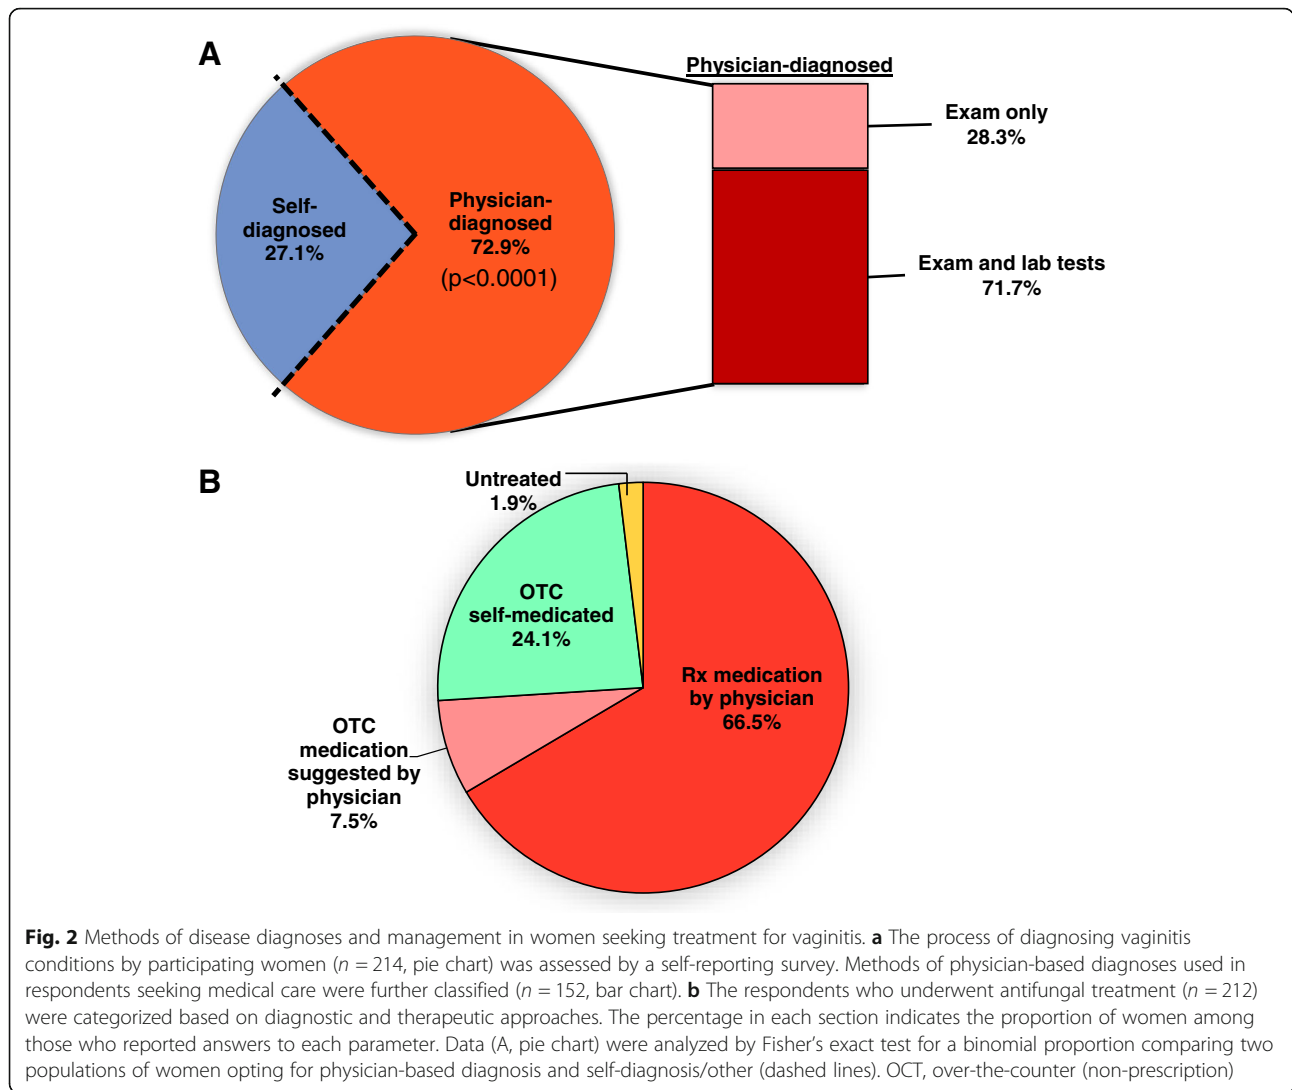 A
Self-
diagnosed
27.1%
Physician-
diagnosed
72.9%
(p<0.0001)
Physician-diagnosed
Exam only
28.3%
Exam and lab tests
71.7%
B
Untreated
1.9%
OTC
self-medicated
24.1%
Rx medication
by physician
66.5%
OTC
medication
suggested by
physician
7.5%
Fig. 2 Methods of disease diagnoses and management in women seeking treatment for vaginitis. a The process of diagnosing vaginitis
conditions by participating women (n = 214, pie chart) was assessed by a self-reporting survey. Methods of physician-based diagnoses used in
respondents seeking medical care were further classified (n = 152, bar chart). b The respondents who underwent antifungal treatment (n = 212)
were categorized based on diagnostic and therapeutic approaches. The percentage in each section indicates the proportion of women among
those who reported answers to each parameter. Data (A, pie chart) were analyzed by Fisher's exact test for a binomial proportion comparing two
populations of women opting for physician-based diagnosis and self-diagnosis/other (dashed lines). OCT, over-the-counter (non-prescription)